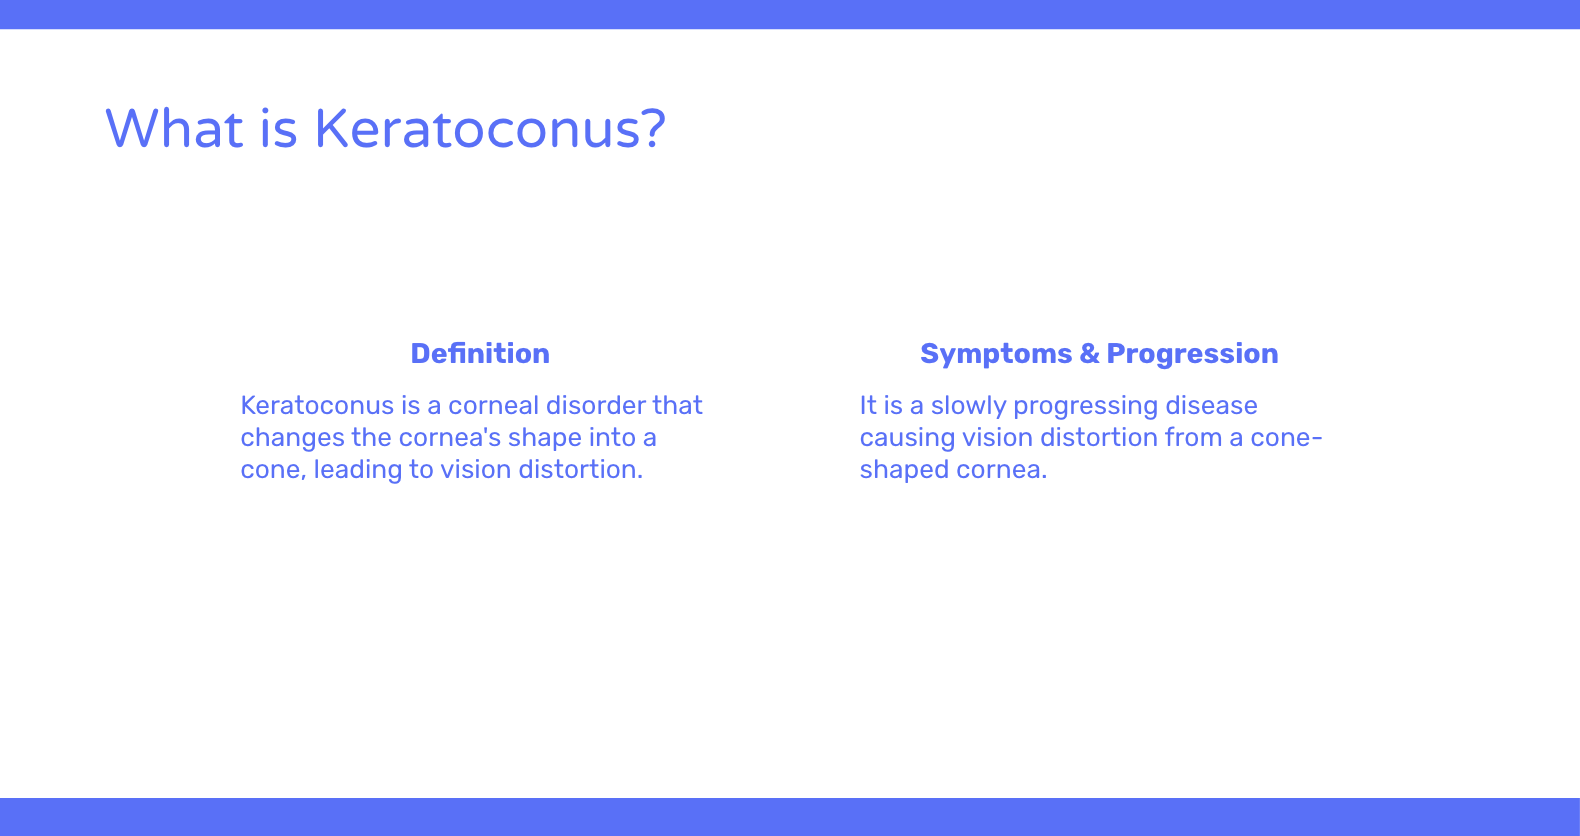 What is Keratoconus?
Definition
Keratoconus is a corneal disorder that
changes the cornea's shape into a
cone, leading to vision distortion.
Symptoms & Progression
It is a slowly progressing disease
causing vision distortion from a cone-
shaped cornea.